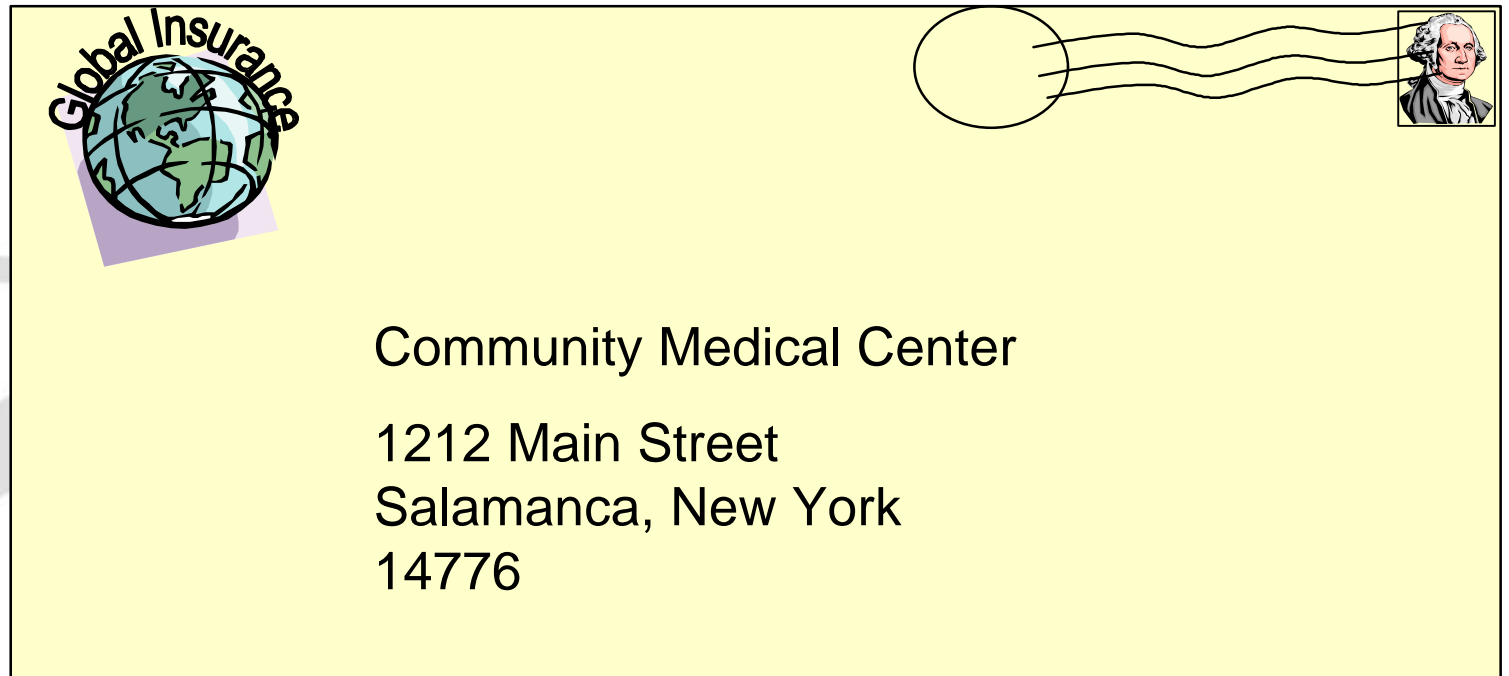 Global Insurance
Community Medical Center
1212 Main Street
Salamanca, New York
14776